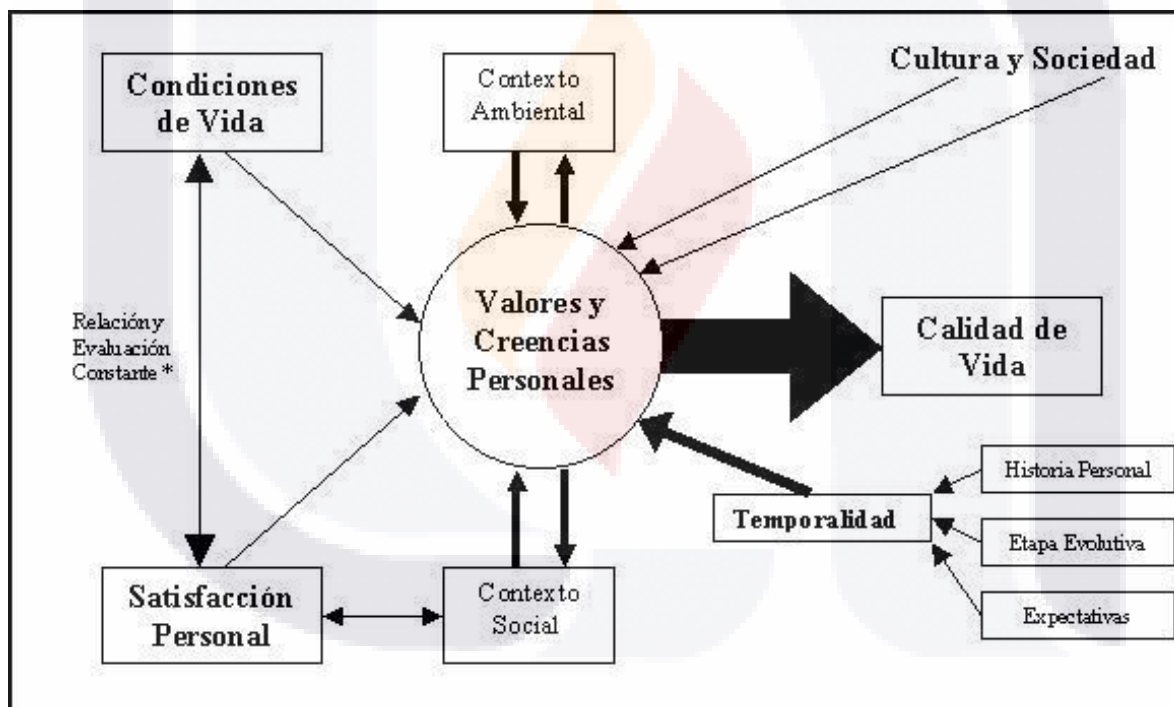 Condiciones
de Vida
Contexto
Ambiental
Cultura y Sociedad
Relación y
Evaluación
Constante *
Valores y
Creencias
Personales
Calidad de
Vida
Historia Personal
Temporalidad
Etapa Evolutiva
Expectativas
Satisfacción
Personal
Contexto
Social